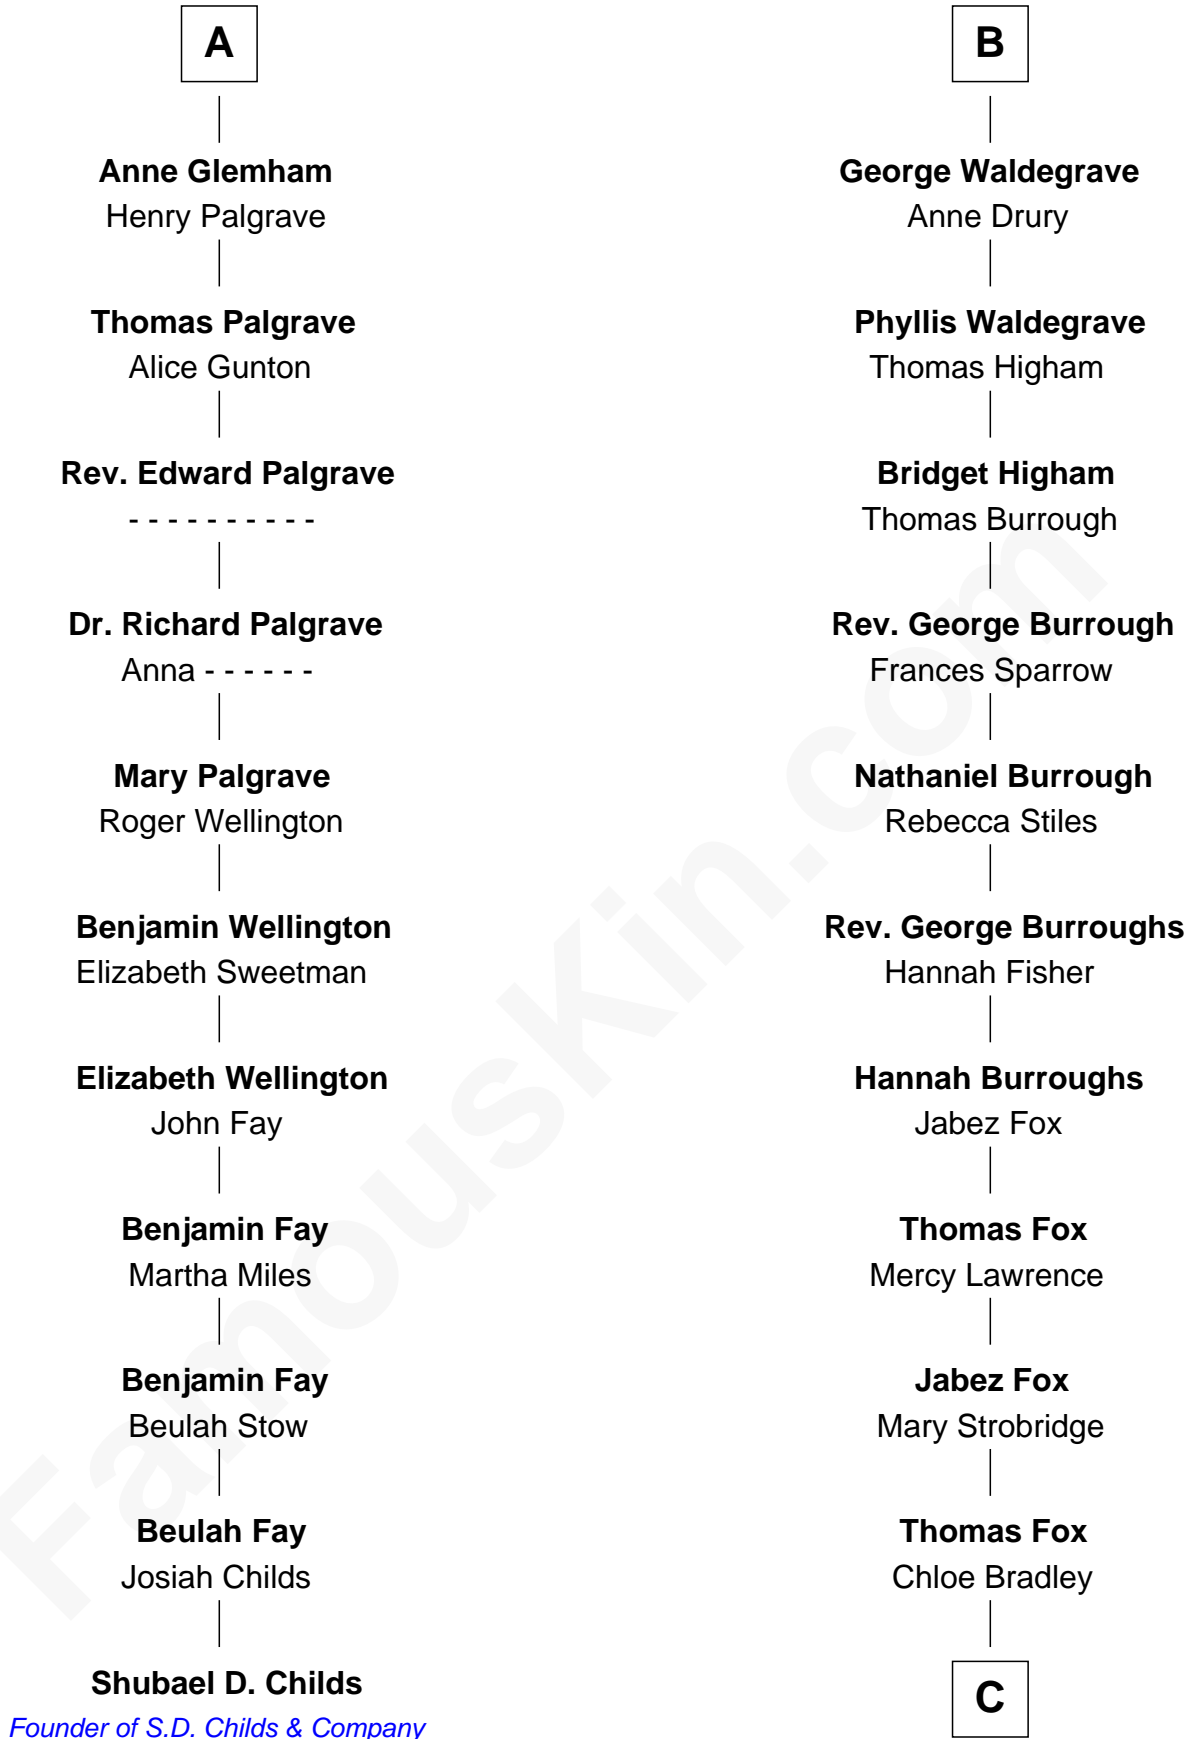 A
Anne Glemham
Henry Palgrave
Thomas Palgrave
Alice Gunton
Rev. Edward Palgrave
- - - - - - - - - -
Dr. Richard Palgrave
Anna - - - - - -
Mary Palgrave
Roger Wellington
Benjamin Wellington
Elizabeth Sweetman
Elizabeth Wellington
John Fay
Benjamin Fay
Martha Miles
Benjamin Fay
Beulah Stow
Beulah Fay
Josiah Childs
Shubael D. Childs
Founder of S.D. Childs & Company
B
George Waldegrave
Anne Drury
Phyllis Waldegrave
Thomas Higham
Bridget Higham
Thomas Burrough
Rev. George Burrough
Frances Sparrow
Nathaniel Burrough
Rebecca Stiles
Rev. George Burroughs
Hannah Fisher
Hannah Burroughs
Jabez Fox
Thomas Fox
Mercy Lawrence
Jabez Fox
Mary Strobridge
Thomas Fox
Chloe Bradley
C
FamousKin.com